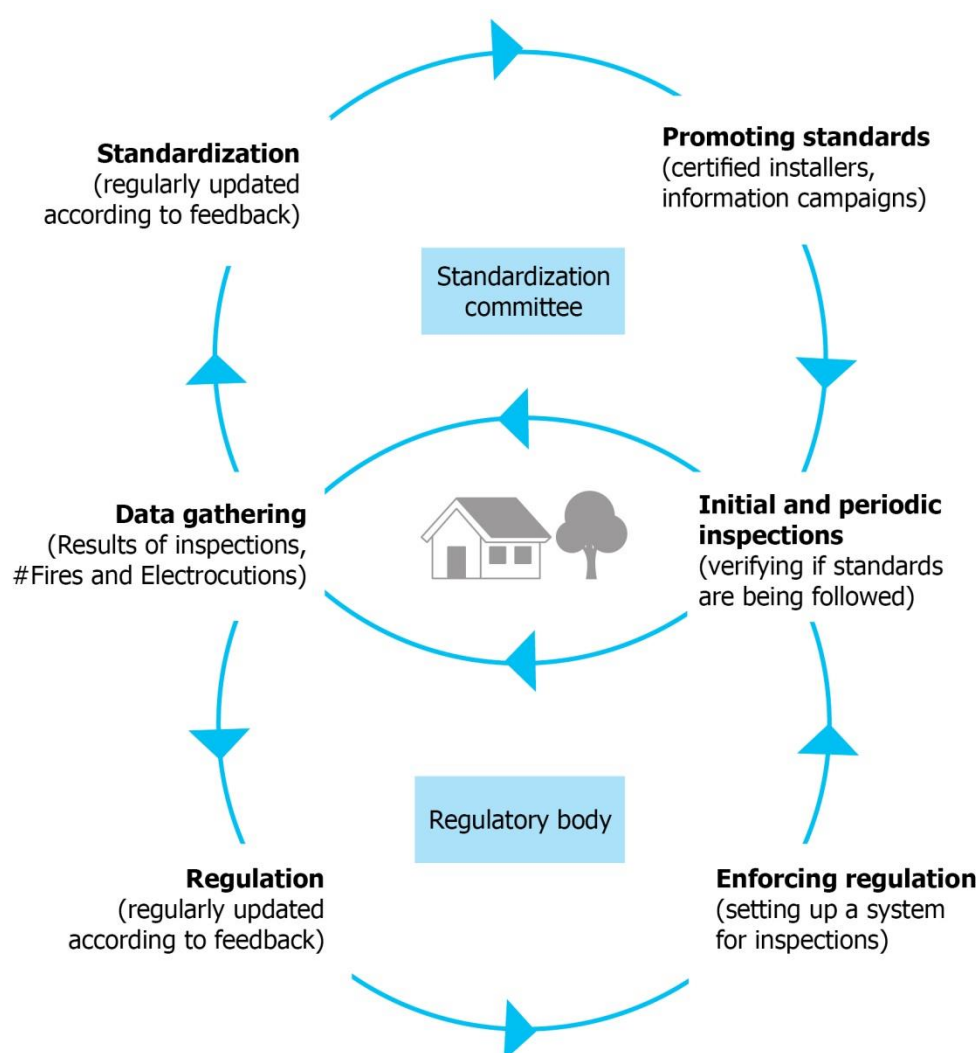 Standardization
(regularly updated
according to feedback)
Promoting standards
(certified installers,
information campaigns)
Standardization
committee
Data gathering
(Results of inspections,
#Fires and Electrocutions)
Initial and periodic
inspections
(verifying if standards
are being followed)
Regulatory body
Regulation
(regularly updated
according to feedback)
Enforcing regulation
(setting up a system
for inspections)